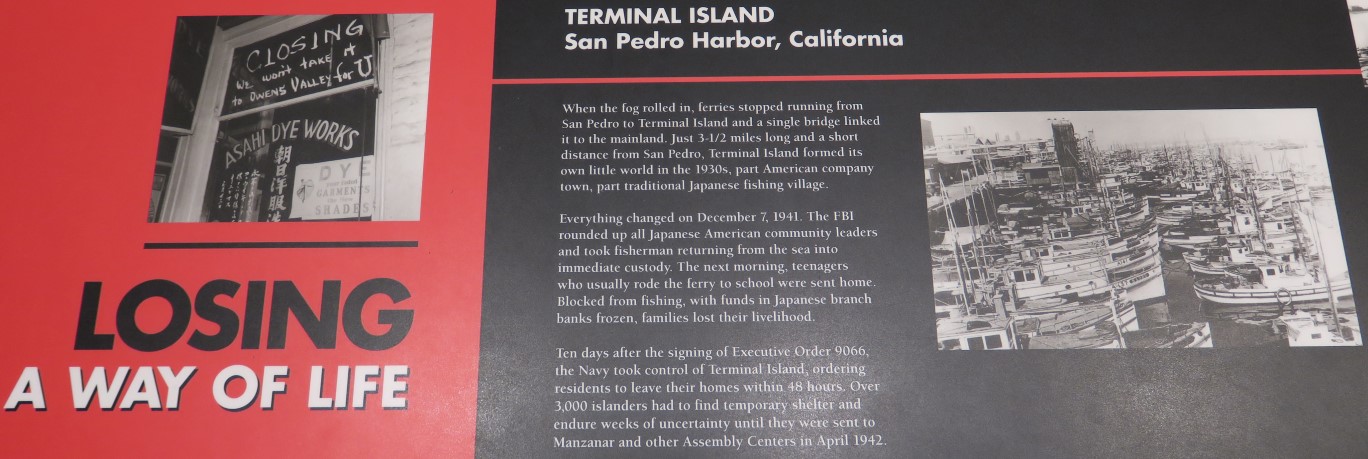 CLOSING
We won't take it
to OWENS VALLEY for U
ASAHI DYE WORKS
朝日洋服洗
DYE
GARMENTS
SHADES
LOSING
A WAY OF LIFE
TERMINAL ISLAND
San Pedro Harbor, California
When the fog rolled in, ferries stopped running from
San Pedro to Terminal Island and a single bridge linked
it to the mainland. Just 3-1/2 miles long and a short
distance from San Pedro, Terminal Island formed its
own little world in the 1930s, part American company
town, part traditional Japanese fishing village.
Everything changed on December 7, 1941. The FBI
rounded up all Japanese American community leaders
and took fisherman returning from the sea into
immediate custody. The next morning, teenagers
who usually rode the ferry to school were sent home.
Blocked from fishing, with funds in Japanese branch
banks frozen, families lost their livelihood.
Ten days after the signing of Executive Order 9066,
the Navy took control of Terminal Island, ordering
residents to leave their homes within 48 hours. Over
3,000 islanders had to find temporary shelter and
endure weeks of uncertainty until they were sent to
Manzanar and other Assembly Centers in April 1942.